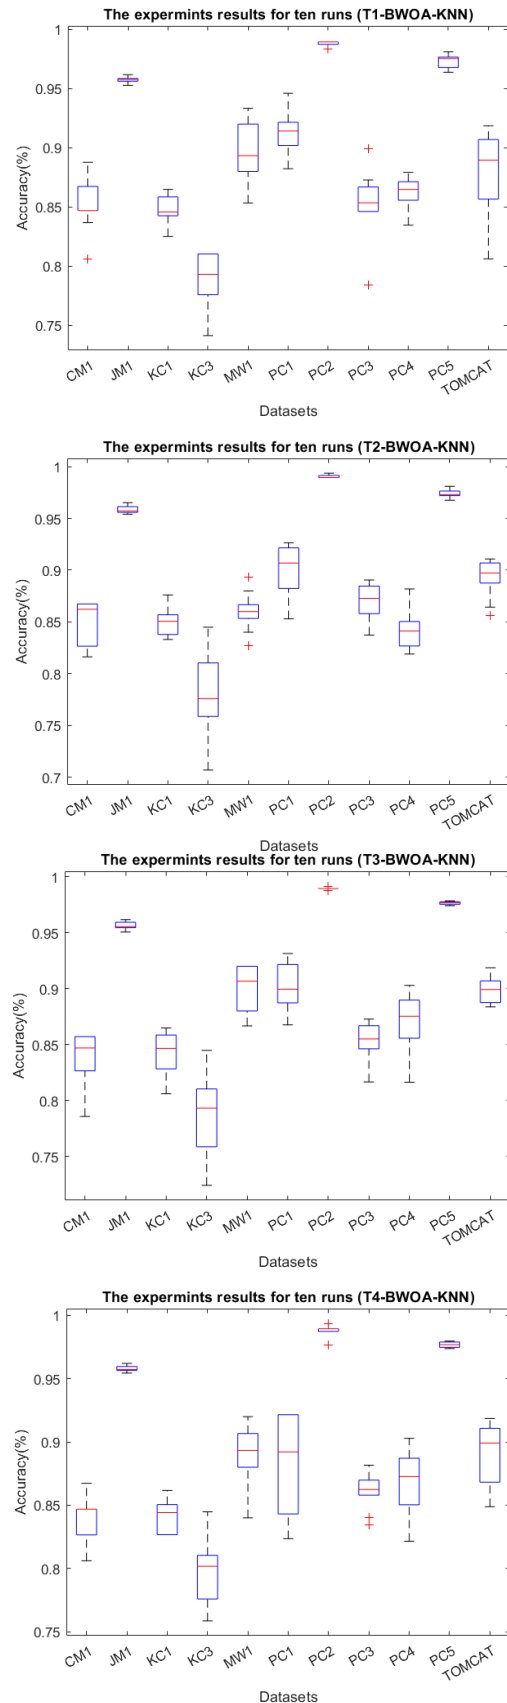 The expermints results for ten runs (T1-BWOA-KNN)
1
0.95
0.9
0.85
0.8
0.75
Accuracy(%)
CM1 JM1 KC1 KC3 MW1 PC1 PC2 PC3 PC4 PC5 TOMCAT
Datasets
The expermints results for ten runs (T2-BWOA-KNN)
1
0.95
0.9
0.85
0.8
0.75
0.7
Accuracy(%)
CM1 JM1 KC1 KC3 MW1 PC1 PC2 PC3 PC4 PC5 TOMCAT
Datasets
The expermints results for ten runs (T3-BWOA-KNN)
1
0.95
0.9
0.85
0.8
0.75
Accuracy(%)
CM1 JM1 KC1 KC3 MW1 PC1 PC2 PC3 PC4 PC5 TOMCAT
Datasets
The expermints results for ten runs (T4-BWOA-KNN)
1
0.95
0.9
0.85
0.8
0.75
Accuracy(%)
CM1 JM1 KC1 KC3 MW1 PC1 PC2 PC3 PC4 PC5 TOMCAT
Datasets